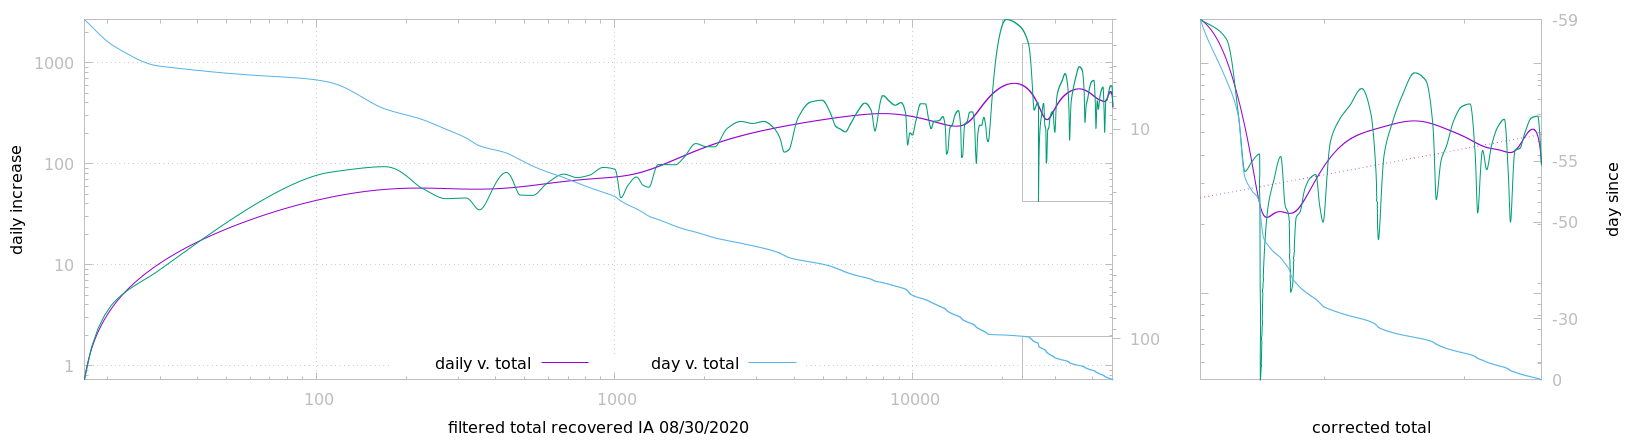 1000
100
10
1
daily increase
daily v. total
day v. total
100
1000
10000
filtered total recovered IA 08/30/2020
10
100
-59
-55
-50
-30
0
day since
corrected total